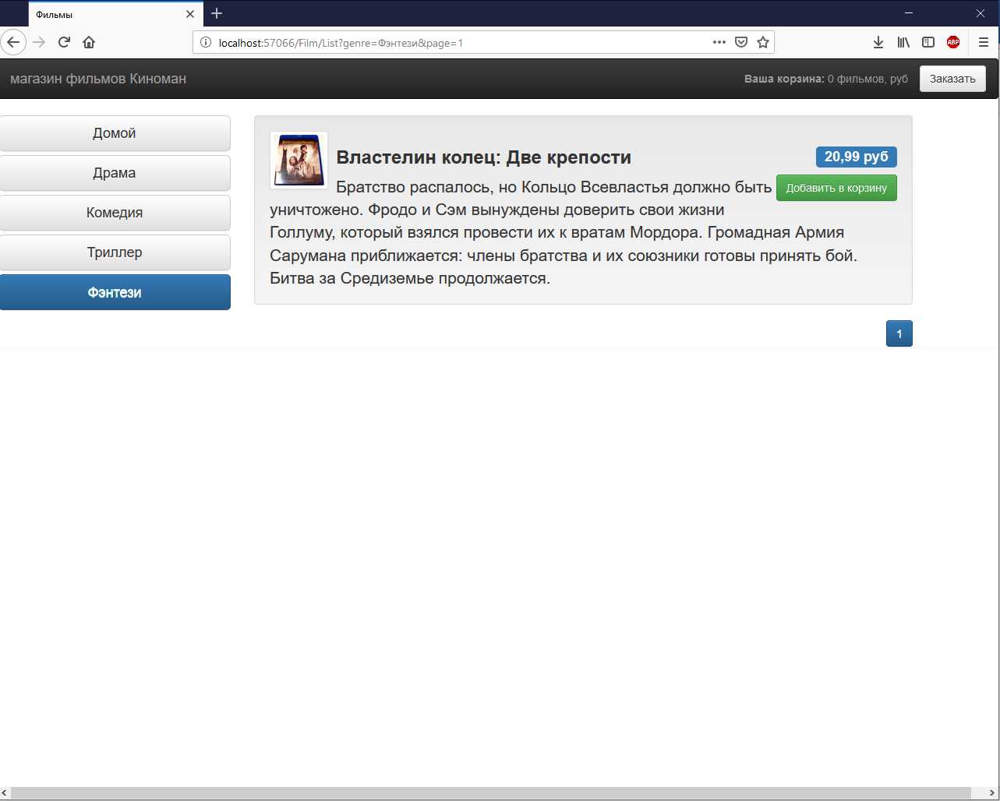 Фильмы
localhost:57066/Film/List?genre=Фэнтези&page=1
ABP
магазин фильмов Киноман
Ваша корзина: 0 фильмов, руб
Заказать
Домой
Драма
Комедия
Триллер
Фэнтези
Властелин колец: Две крепости
20,99 руб
Добавить в корзину
Братство распалось, но Кольцо Всевластья должно быть
уничтожено. Фродо и Сэм вынуждены доверить свои жизни
Голлуму, который взялся провести их к вратам Мордора. Громадная Армия
Сарумана приближается: члены братства и их союзники готовы принять бой.
Битва за Средиземье продолжается.
1